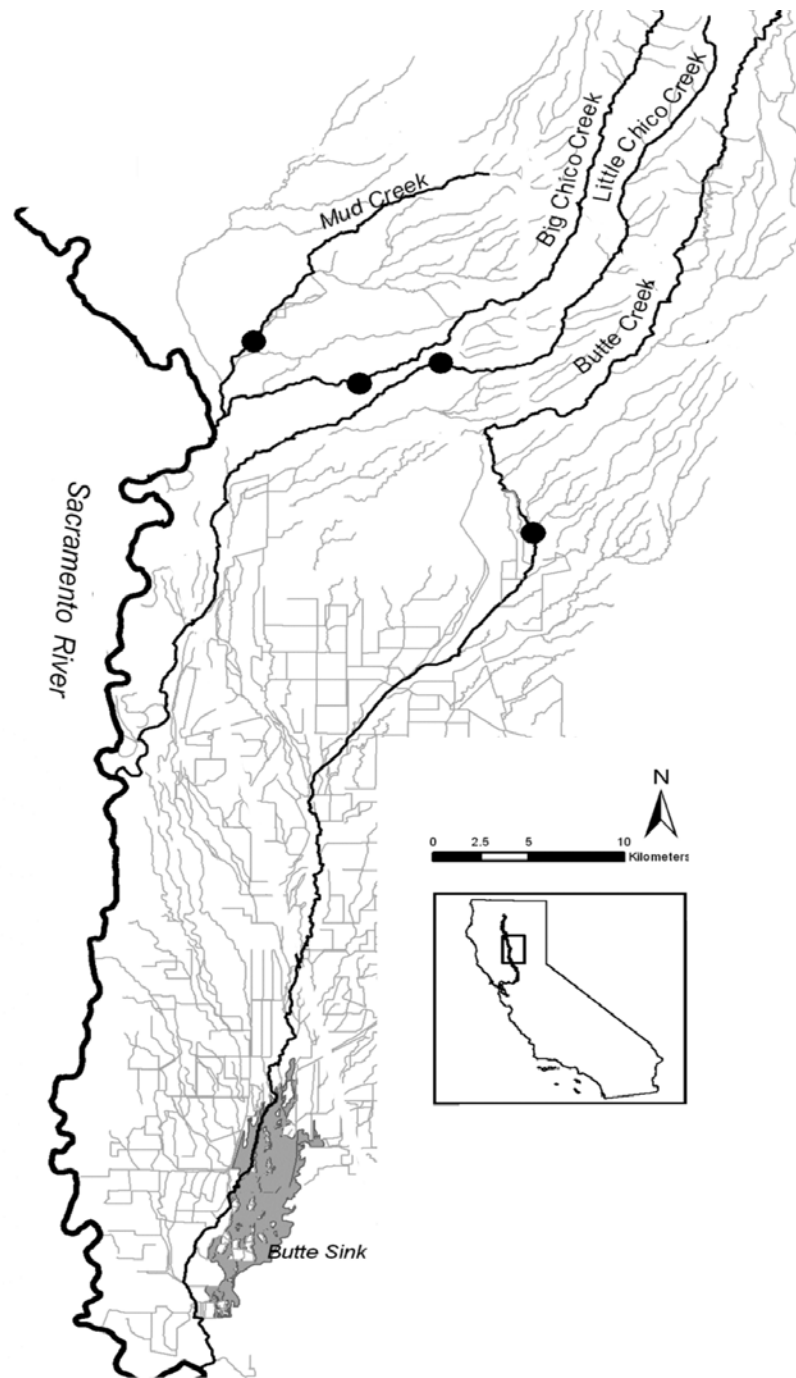 Mud Creek
Big Chico Creek
Little Chico Creek
Butte Creek
Sacramento River
N
0 2.5 5 10
Kilometers
Butte Sink